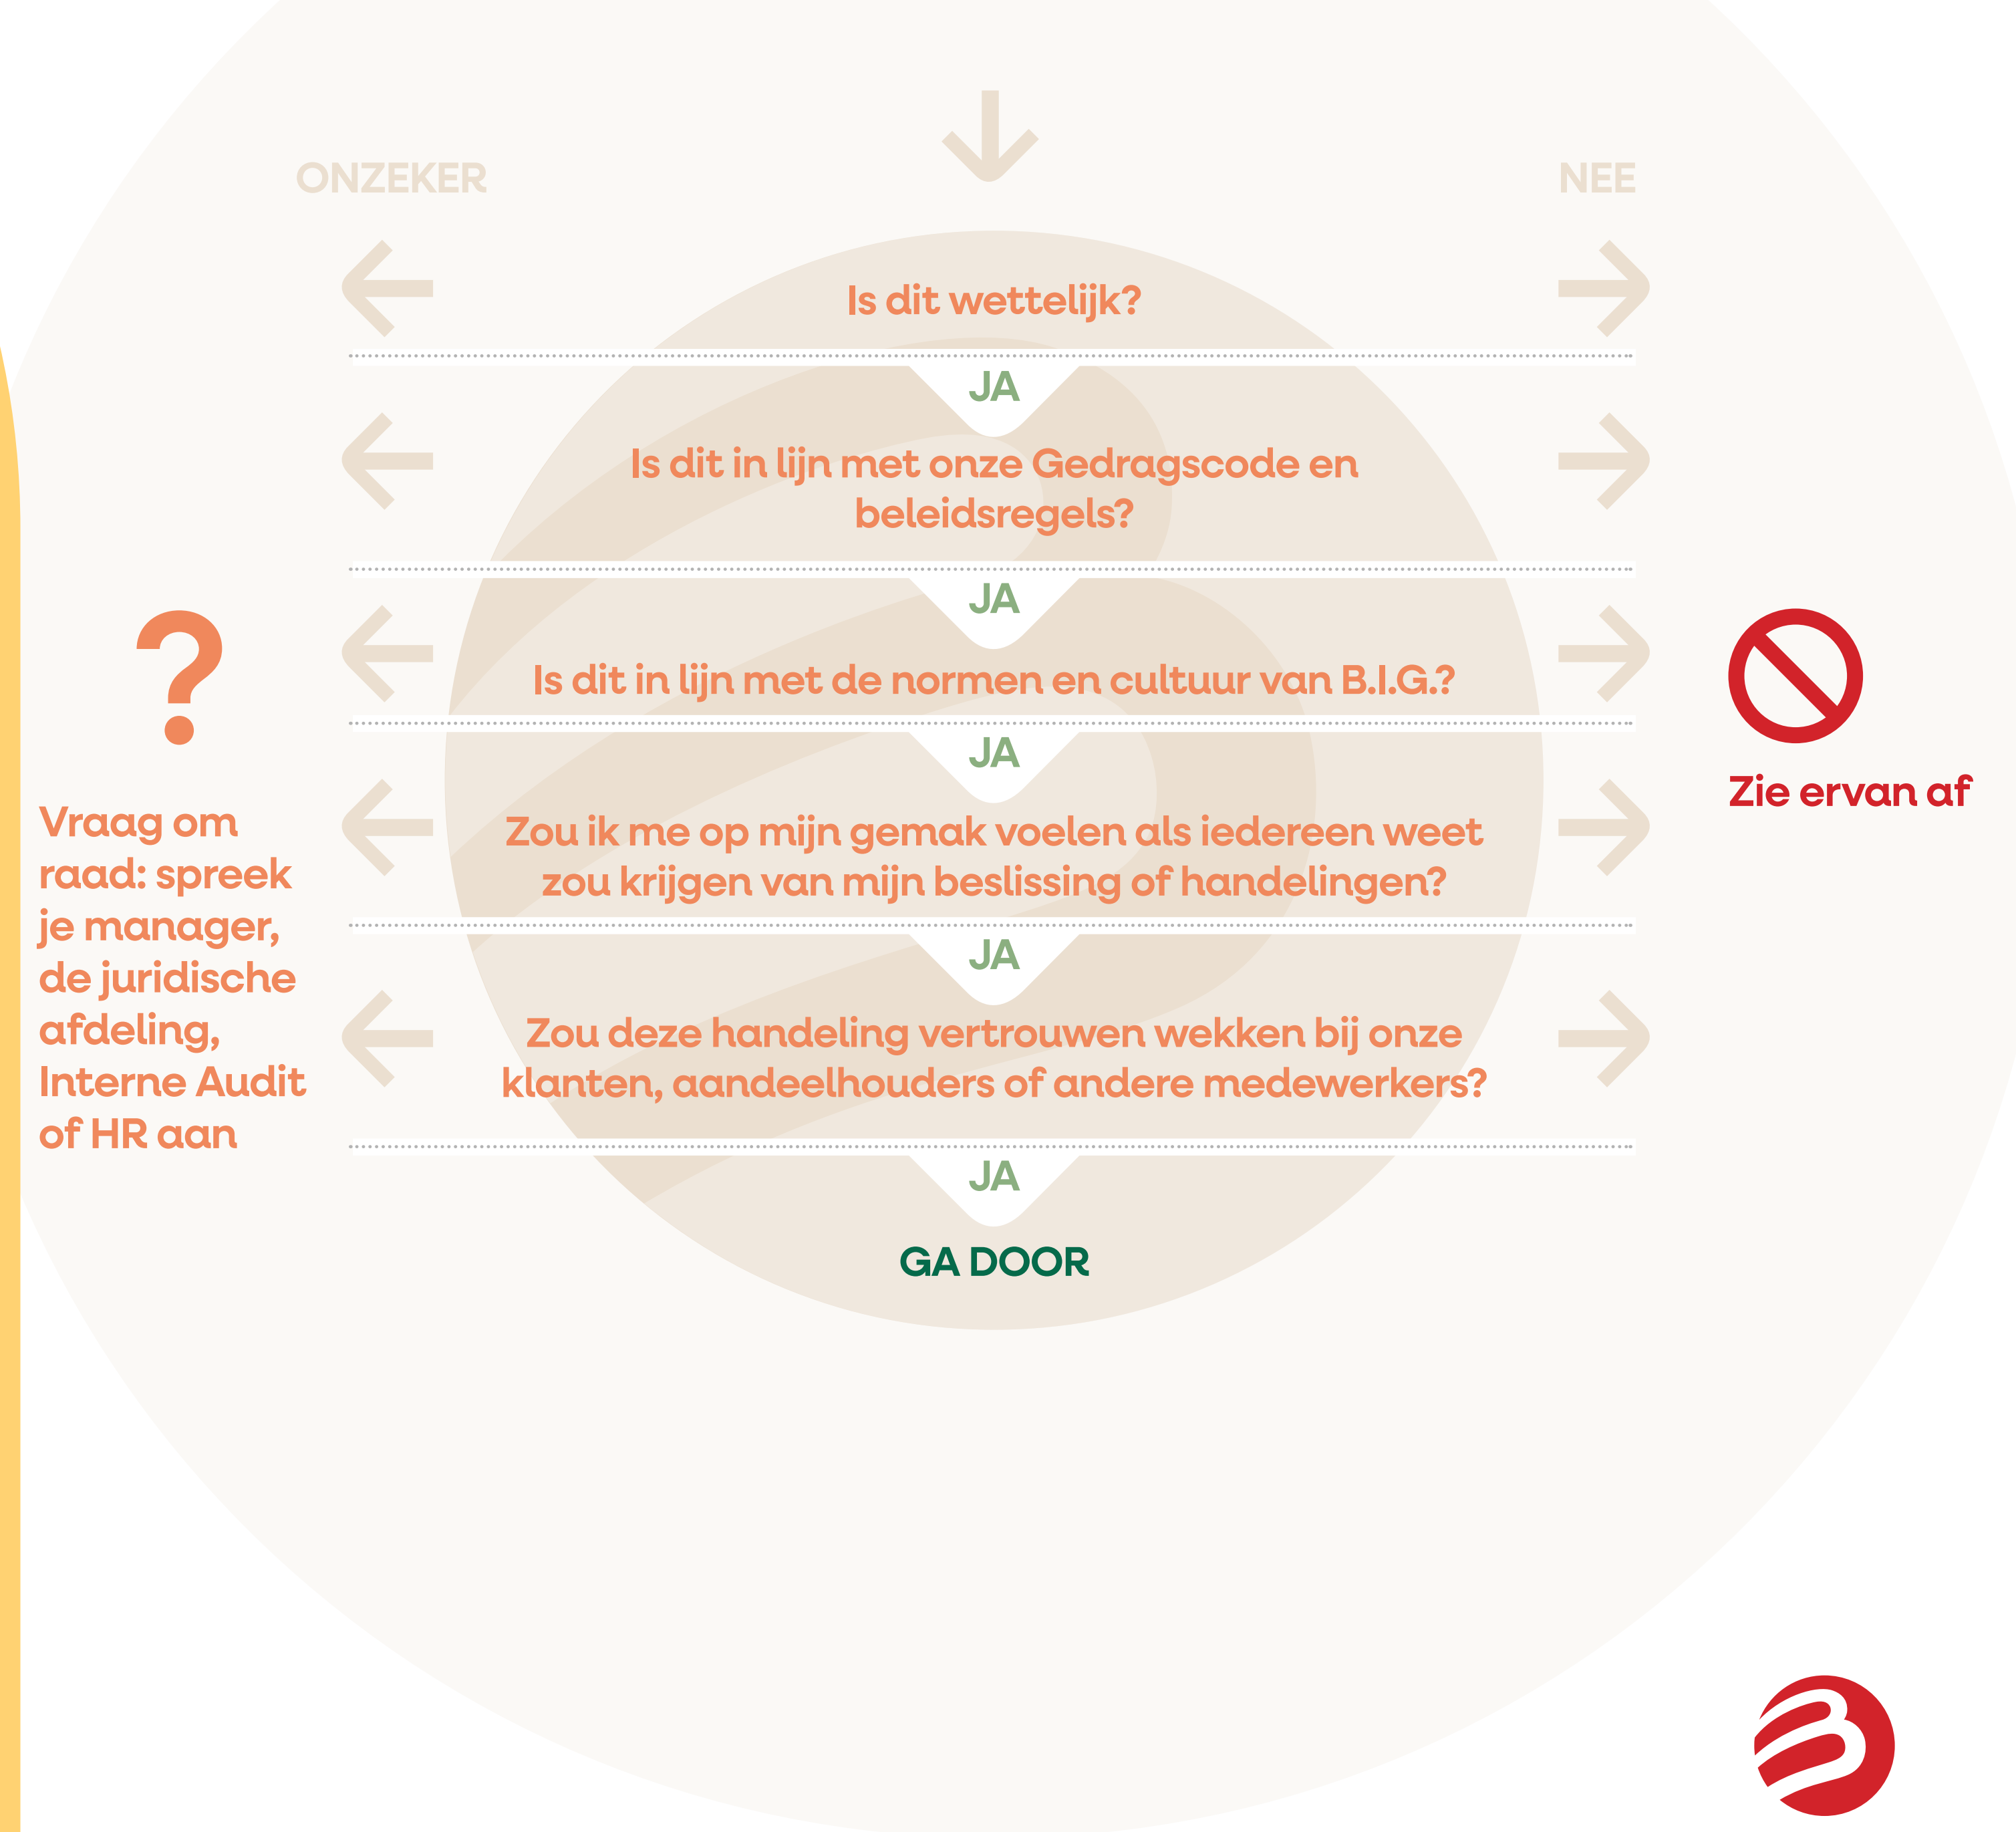 ONZEKER
NEE
Is dit wettelijk?
JA
Is dit in lijn met onze Gedragscode en
beleidsregels?
JA
Is dit in lijn met de normen en cultuur van B.I.G.?
JA
Zou ik me op mijn gemak voelen als iedereen weet
zou krijgen van mijn beslissing of handelingen?
JA
Zou deze handeling vertrouwen wekken bij onze
klanten, aandeelhouders of andere medewerkers?
JA
GA DOOR
?
Vraag om
raad: spreek
je manager,
de juridische
afdeling,
Interne Audit
of HR aan
Zie ervan af